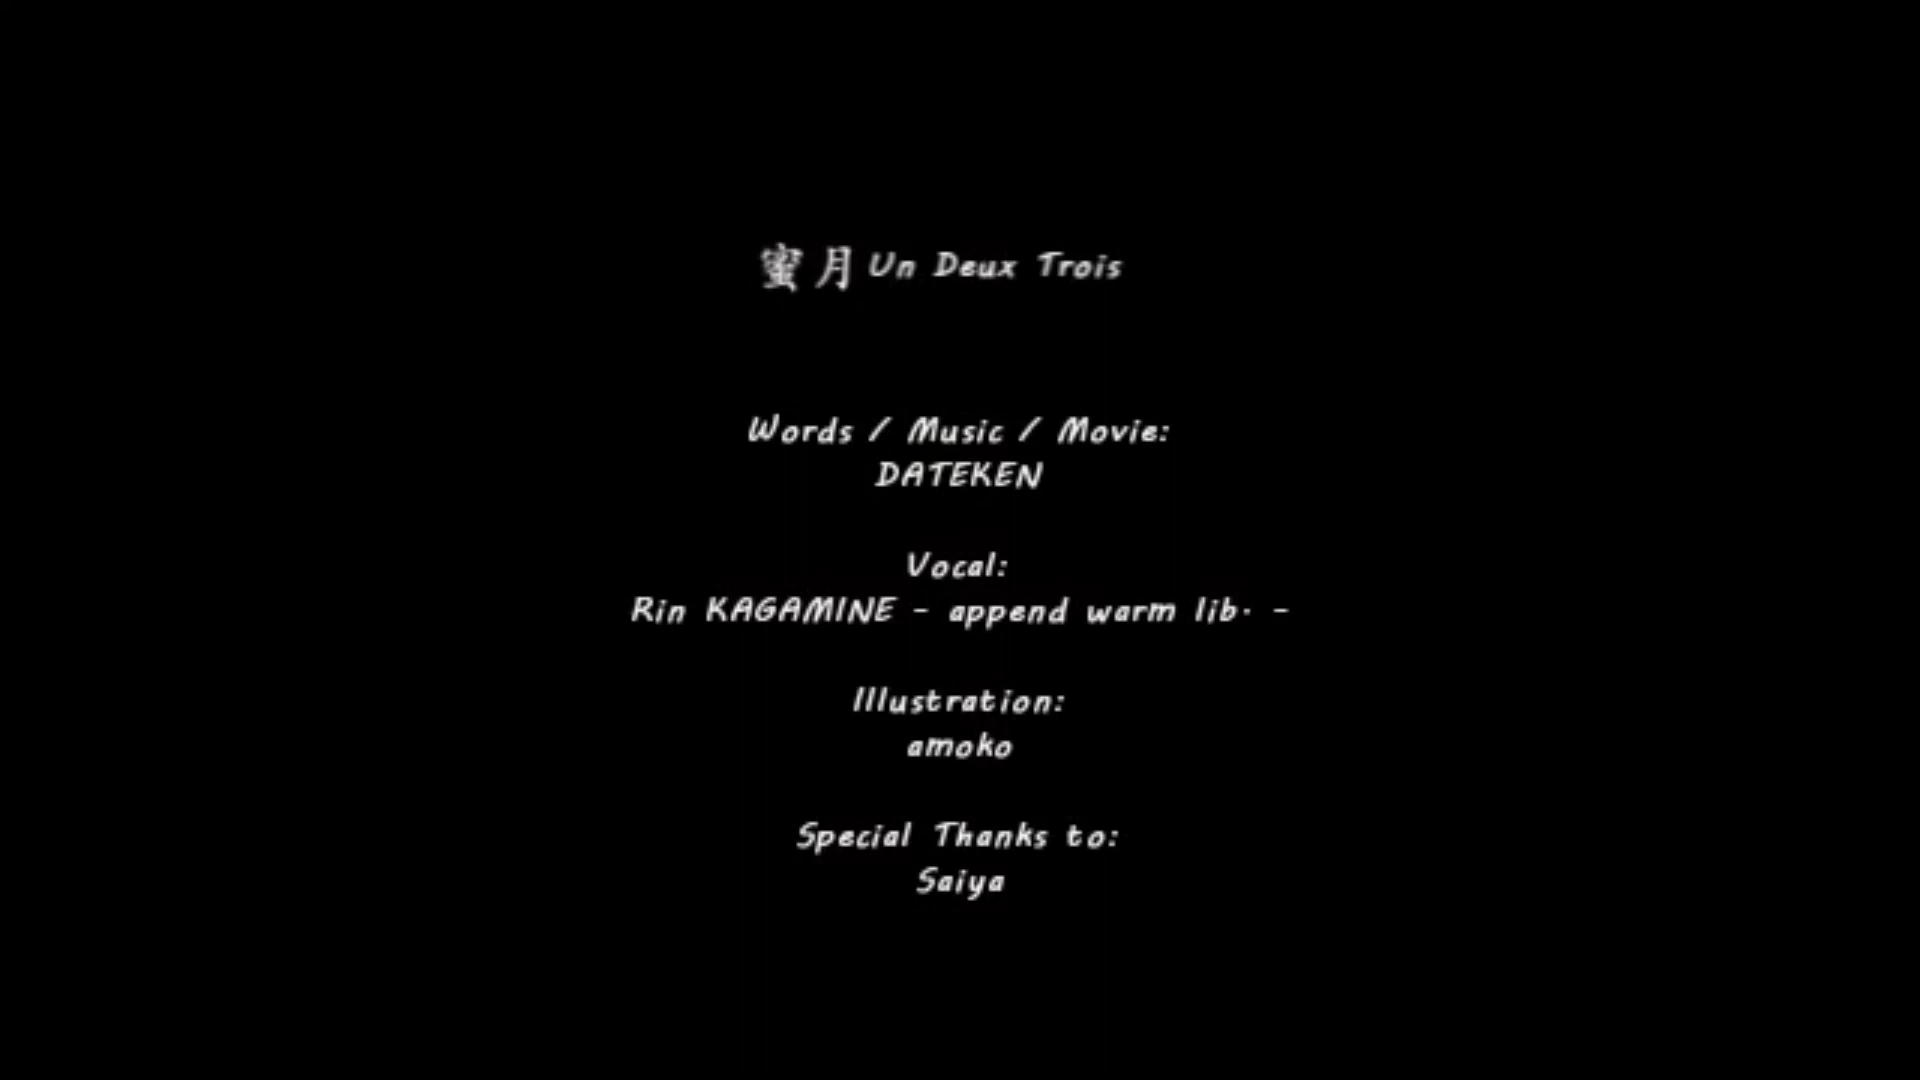 蜜月 Un Deux Trois
Words / Music / Movie:
DATEKEN
Vocal:
Rin KAGAMINE - append warm lib. -
Illustration:
amoko
Special Thanks to:
Saiya